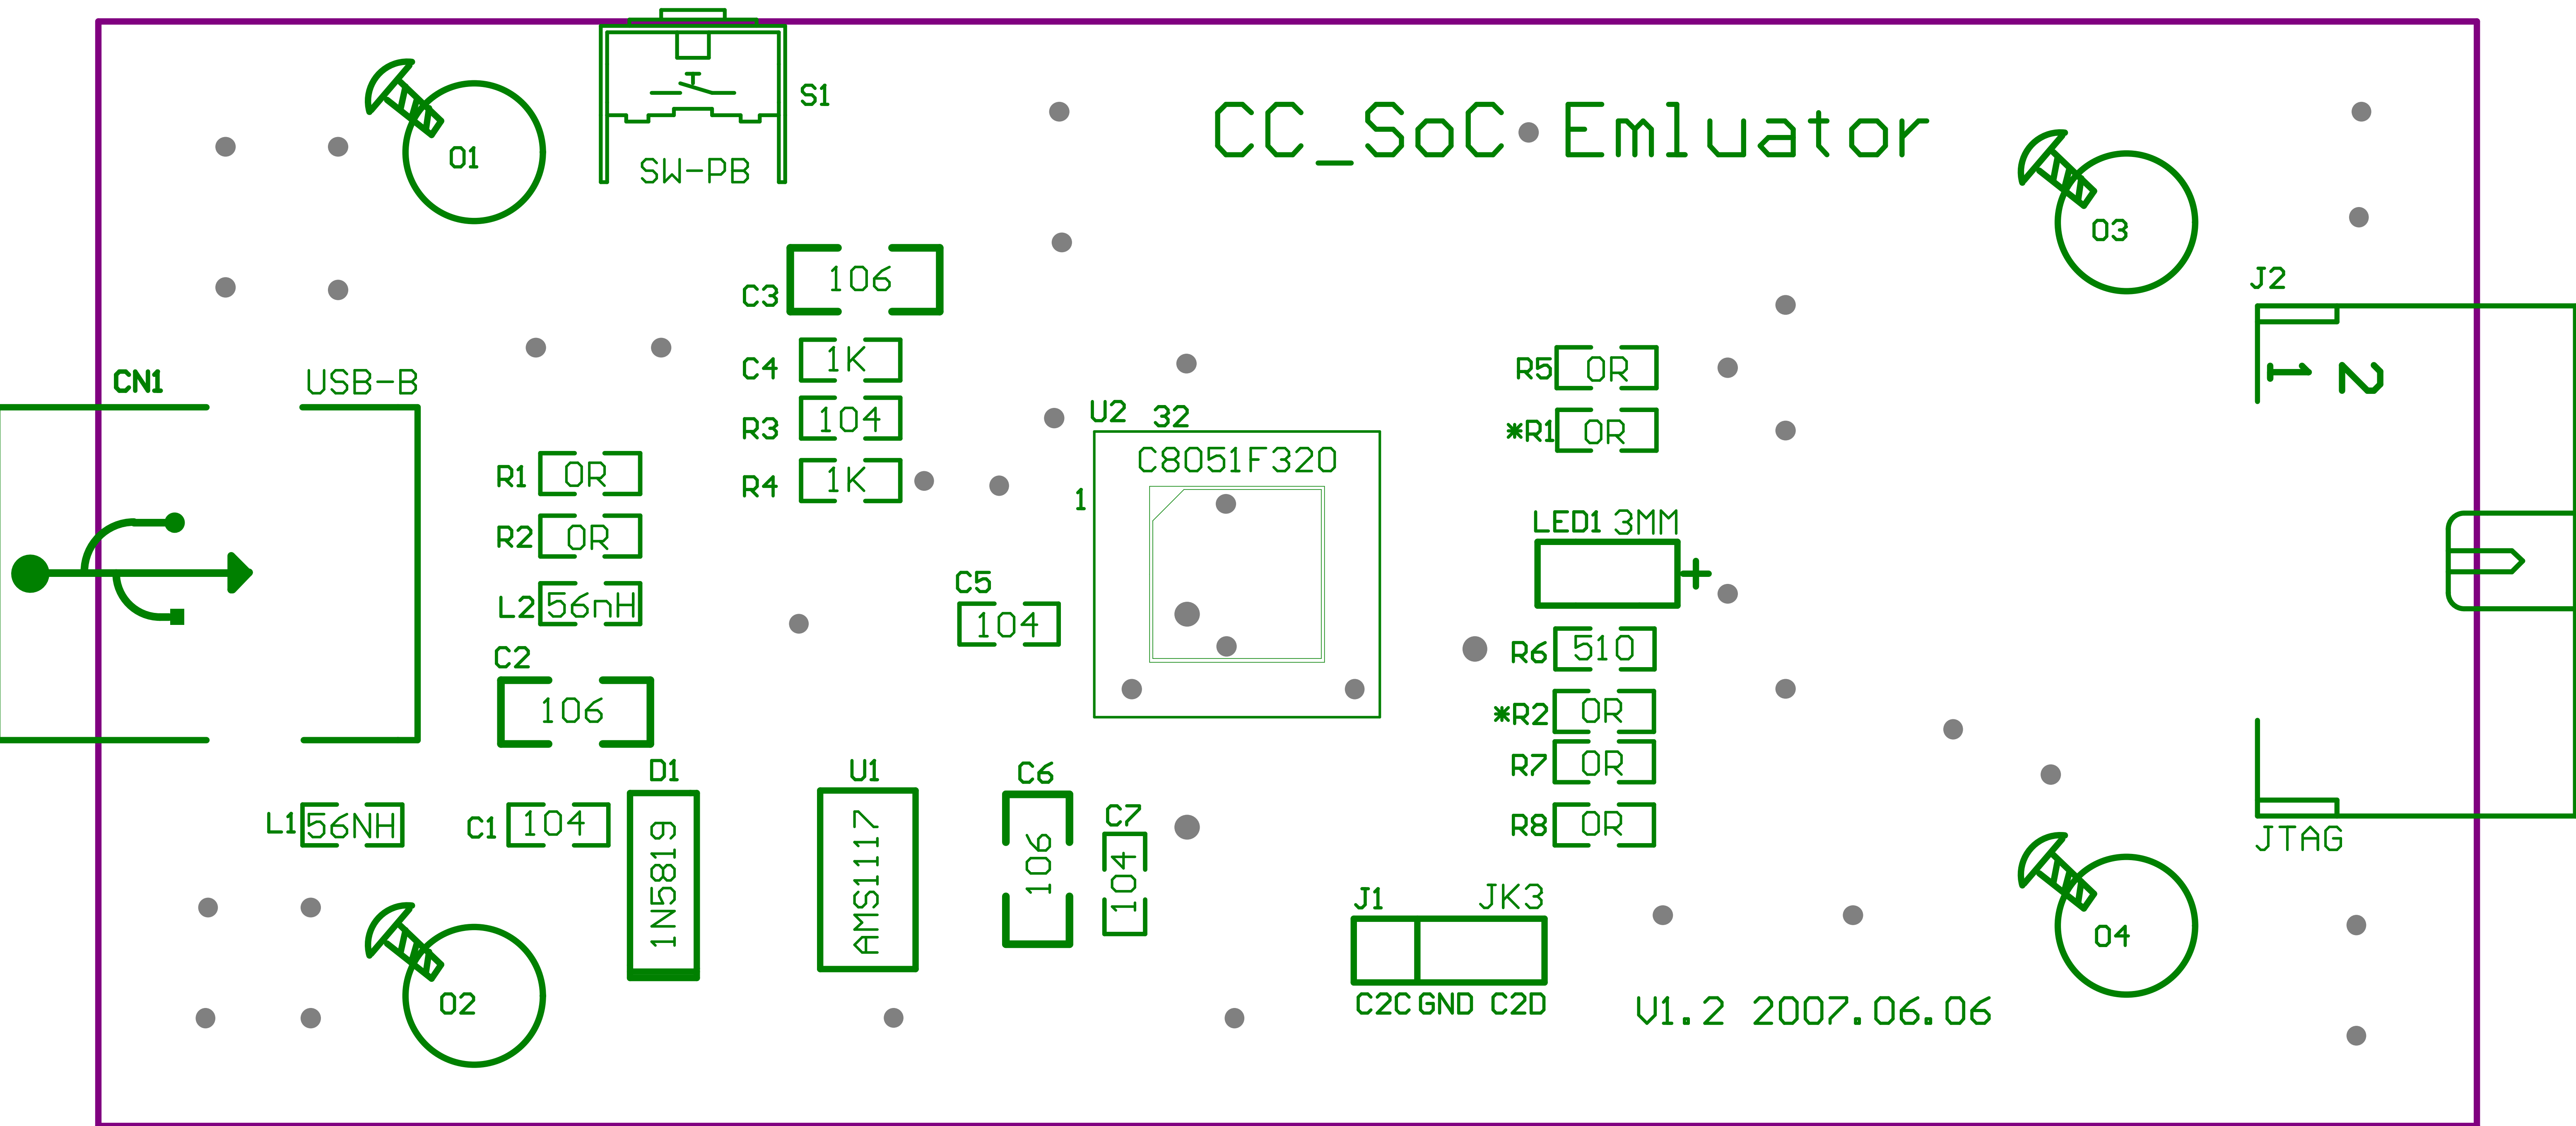 CC_SoC Emluator
S1
SW-PB
O1
O3
J2
C3
106
1
2
C4
1K
R3
104
R4
1K
CN1
USB-B
R5
0R
*R1
0R
U2
32
C8051F320
1
R1
0R
R2
0R
L2
56nH
LED1 3MM
+
C5
104
C2
106
R6
510
*R2
0R
R7
0R
R8
0R
L1
56NH
C1
104
D1
1N5819
U1
AMS1117
C6
106
C7
104
JTAG
J1
JK3
C2C GND C2D
O2
O4
V1.2 2007.06.06